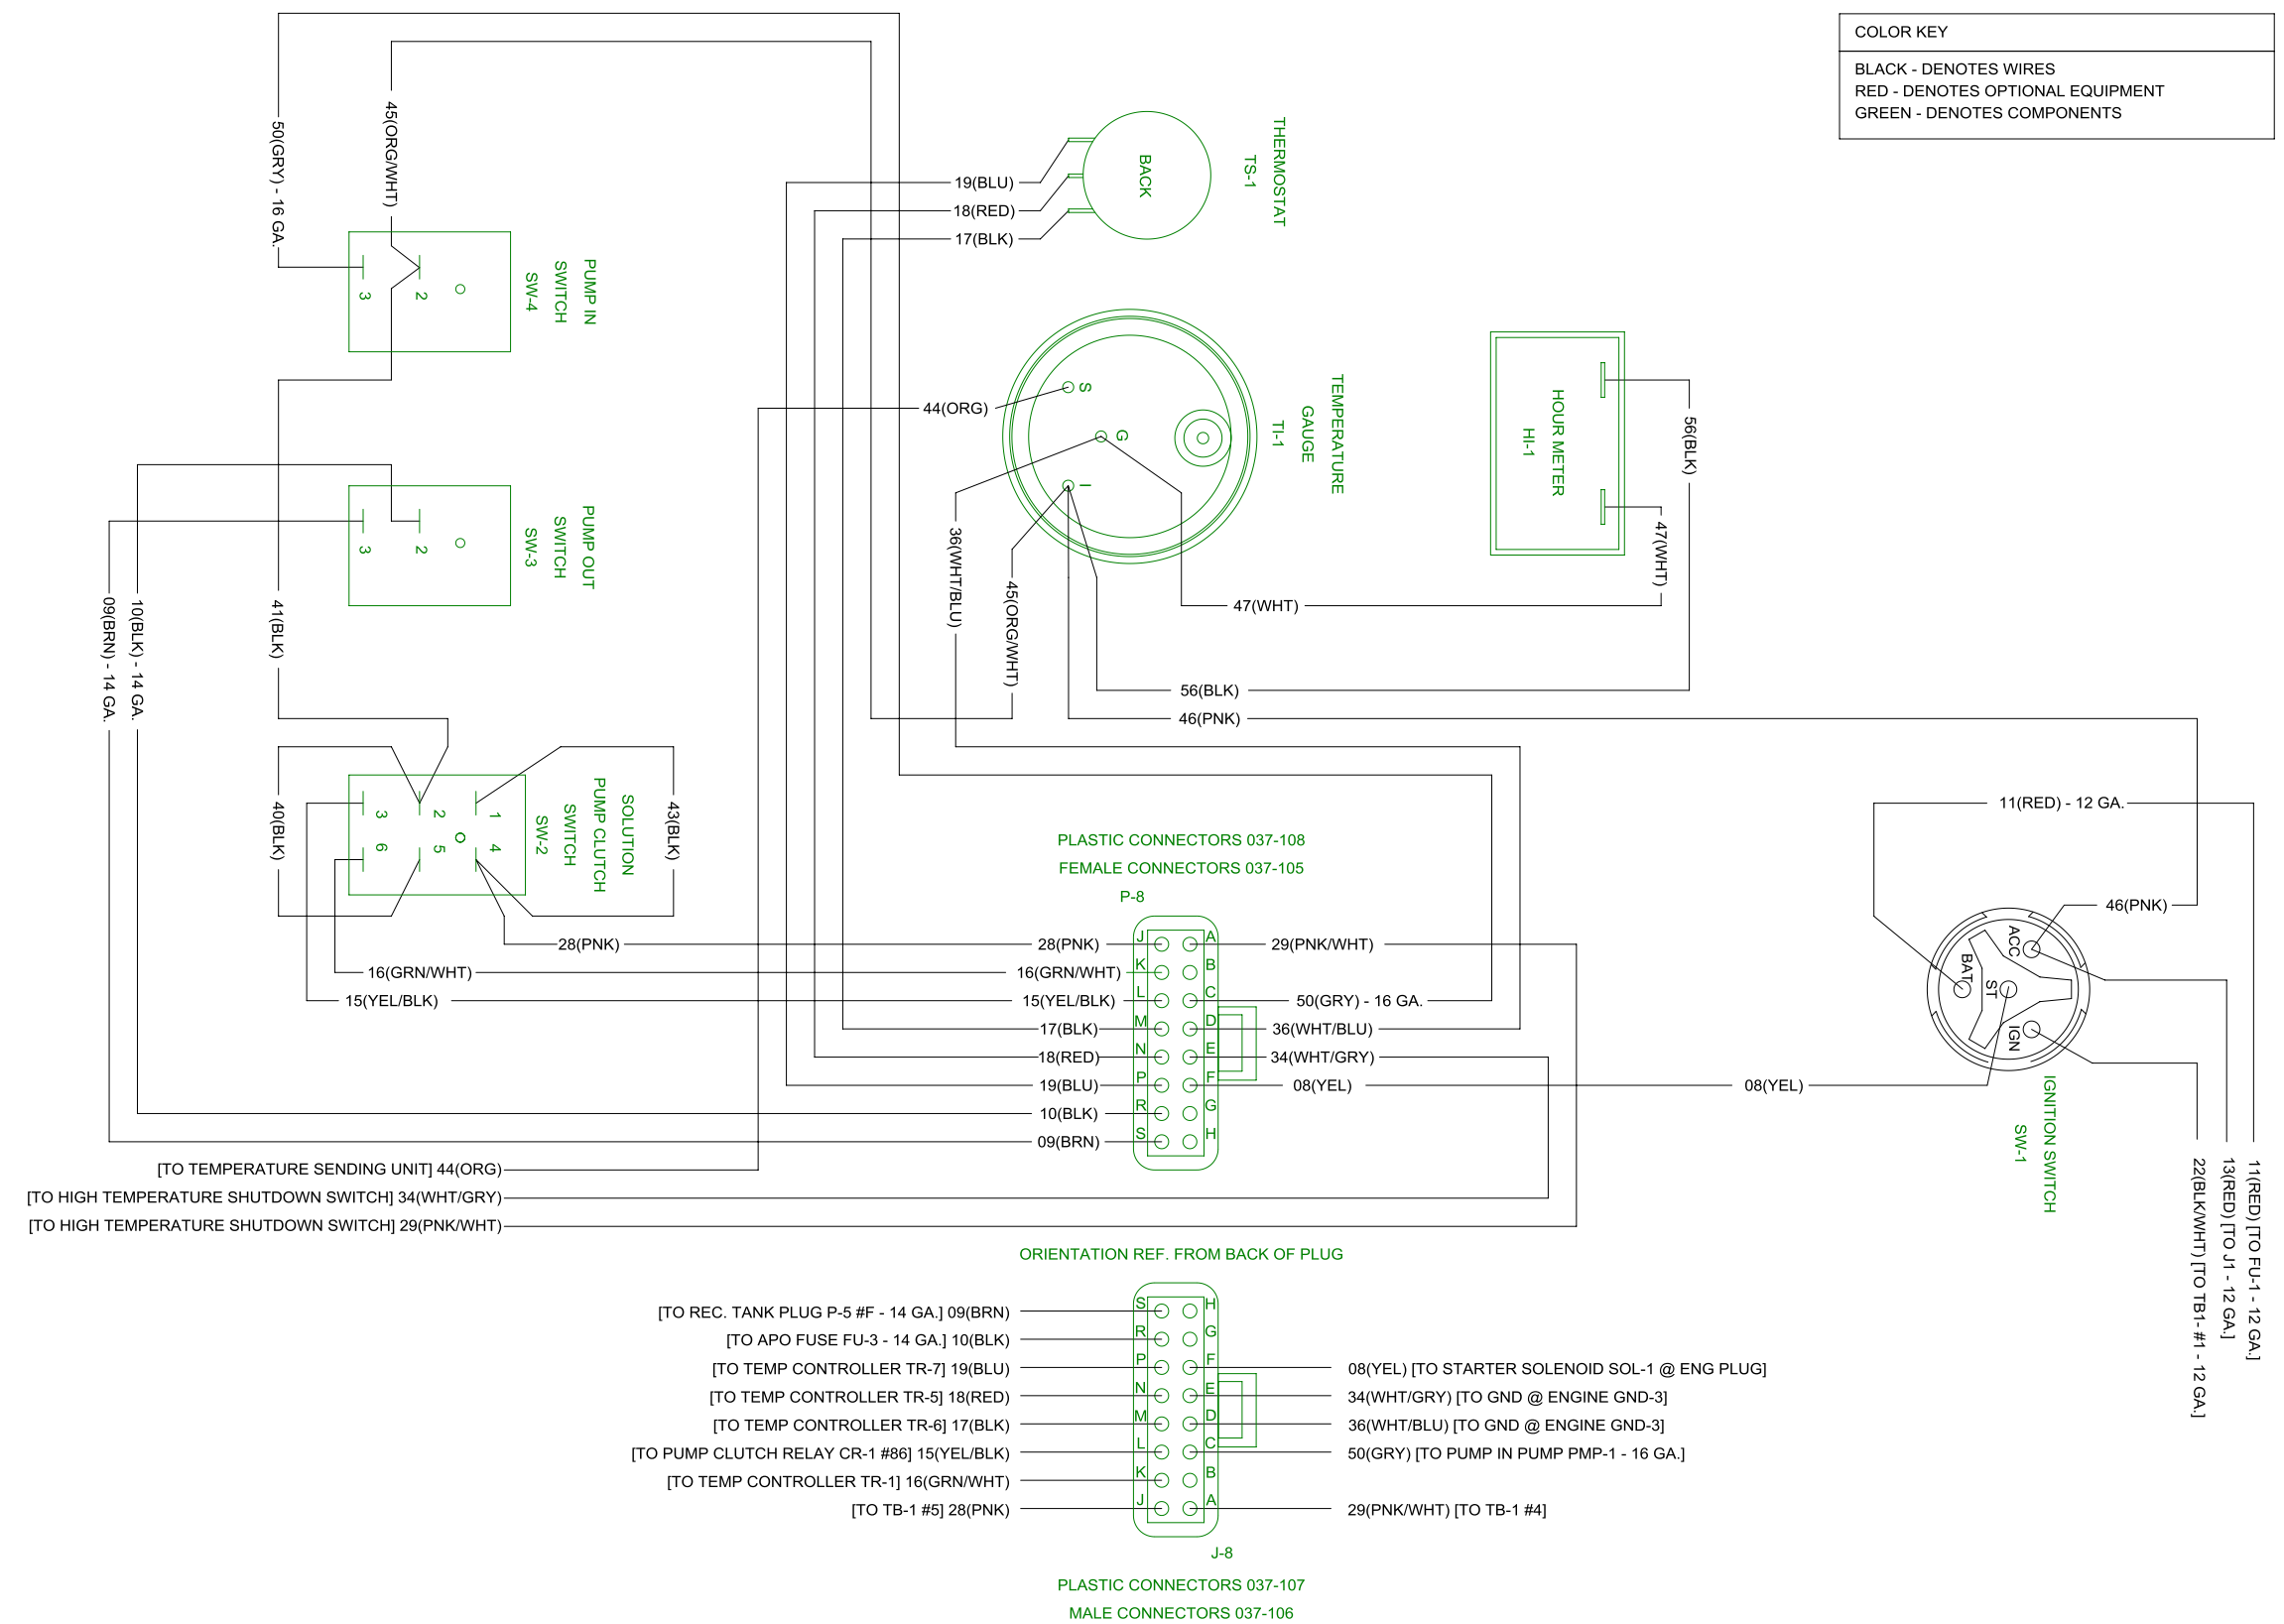 COLOR KEY
BLACK - DENOTES WIRES
RED - DENOTES OPTIONAL EQUIPMENT
GREEN - DENOTES COMPONENTS
50(GRY) - 16 GA.
45(ORG/WHT)
PUMP IN
SWITCH
SW-4
3
2
THERMOSTAT
TS-1
BACK
19(BLU)
18(RED)
17(BLK)
TEMPERATURE
GAUGE
TI-1
S
G
I
44(ORG)
36(WHT/BLU)
45(ORG/WHT)
HOUR METER
HI-1
56(BLK)
47(WHT)
47(WHT)
56(BLK)
46(PNK)
PUMP OUT
SWITCH
SW-3
3
2
09(BRN) - 14 GA.
10(BLK) - 14 GA.
41(BLK)
40(BLK)
43(BLK)
SOLUTION
PUMP CLUTCH
SWITCH
SW-2
3
2
1
6
5
4
28(PNK)
16(GRN/WHT)
15(YEL/BLK)
PLASTIC CONNECTORS 037-108
FEMALE CONNECTORS 037-105
P-8
28(PNK) J A 29(PNK/WHT)
16(GRN/WHT) K B
15(YEL/BLK) L C 50(GRY) - 16 GA.
17(BLK) M D 36(WHT/BLU)
18(RED) N E 34(WHT/GRY)
19(BLU) P F 08(YEL) 08(YEL)
10(BLK) R G
09(BRN) S H
11(RED) - 12 GA.
46(PNK)
ACC
BAT
ST
IGN
IGNITION SWITCH
SW-1
11(RED) [TO FU-1 - 12 GA.]
13(RED) [TO J1 - 12 GA.]
22(BLK/WHT) [TO TB1- #1 - 12 GA.]
[TO TEMPERATURE SENDING UNIT] 44(ORG)
[TO HIGH TEMPERATURE SHUTDOWN SWITCH] 34(WHT/GRY)
[TO HIGH TEMPERATURE SHUTDOWN SWITCH] 29(PNK/WHT)
ORIENTATION REF. FROM BACK OF PLUG
[TO REC. TANK PLUG P-5 #F - 14 GA.] 09(BRN) S H
[TO APO FUSE FU-3 - 14 GA.] 10(BLK) R G
[TO TEMP CONTROLLER TR-7] 19(BLU) P F 08(YEL) [TO STARTER SOLENOID SOL-1 @ ENG PLUG]
[TO TEMP CONTROLLER TR-5] 18(RED) N E 34(WHT/GRY) [TO GND @ ENGINE GND-3]
[TO TEMP CONTROLLER TR-6] 17(BLK) M D 36(WHT/BLU) [TO GND @ ENGINE GND-3]
[TO PUMP CLUTCH RELAY CR-1 #86] 15(YEL/BLK) L C 50(GRY) [TO PUMP IN PUMP PMP-1 - 16 GA.]
[TO TEMP CONTROLLER TR-1] 16(GRN/WHT) K B
[TO TB-1 #5] 28(PNK) J A 29(PNK/WHT) [TO TB-1 #4]
J-8
PLASTIC CONNECTORS 037-107
MALE CONNECTORS 037-106